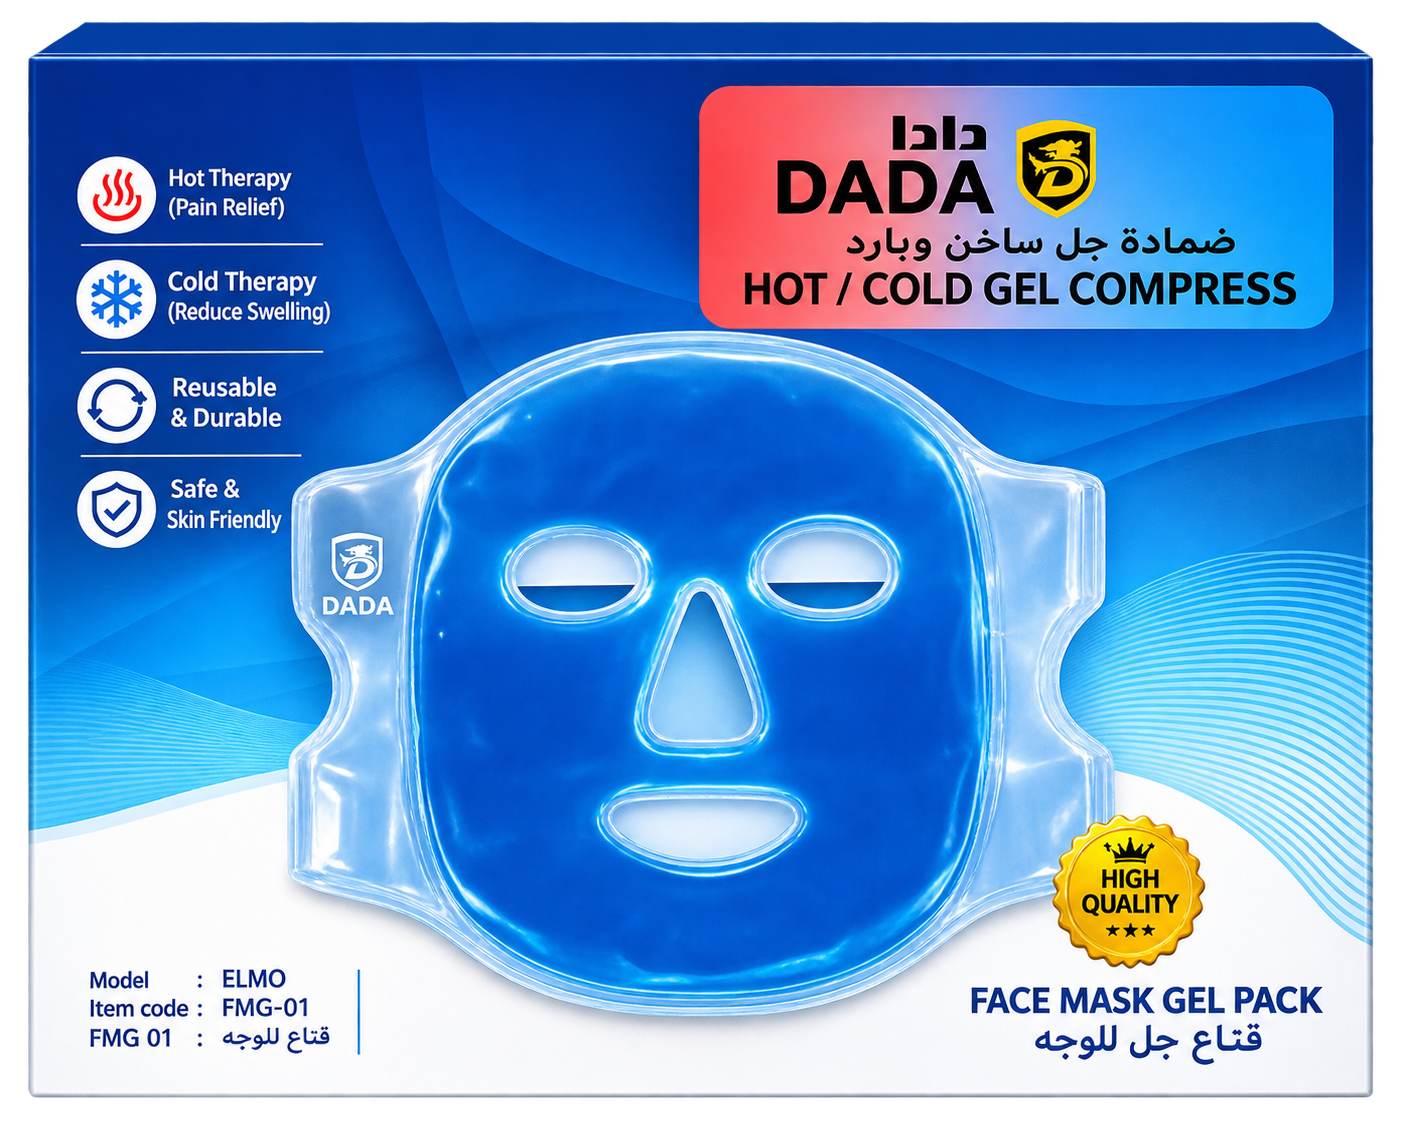 دادا
DADA
ضمادة جل ساخن وبارد
HOT / COLD GEL COMPRESS
Hot Therapy
(Pain Relief)
Cold Therapy
(Reduce Swelling)
Reusable
& Durable
Safe &
Skin Friendly
DADA
HIGH
QUALITY
Model : ELMO
Item code : FMG-01
FMG 01 : قتاع للوجه
FACE MASK GEL PACK
قتاع جل للوجه